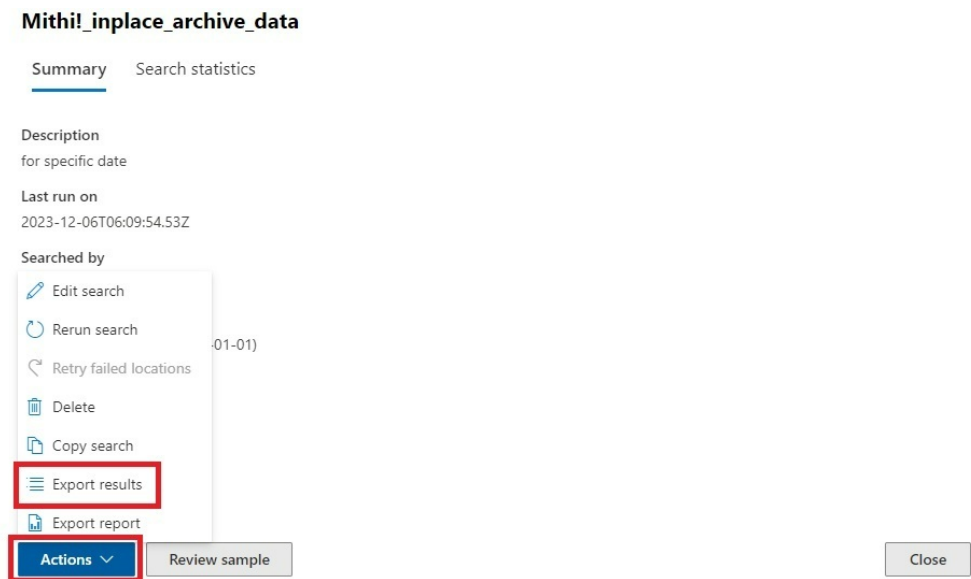 Mithi!_inplace_archive_data
Summary Search statistics
Description
for specific date
Last run on
2023-12-06T06:09:54.53Z
Searched by
Edit search
Rerun search
-01-01)
Retry failed locations
Delete
Copy search
Export results
Export report
Actions Review sample Close